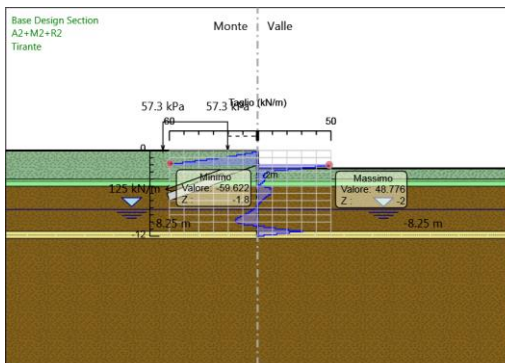 Base Design Section
A2+M2+R2
Tirante
Monte Valle
Taglio (kN/m)
57.3 kPa 57.3 kPa
60 50
0
2m
Minimo
Valore: -59.622
Z : -1.8
Massimo
Valore: 48.776
Z : -2
125 kN/m
-8.25 m -8.25 m
-12